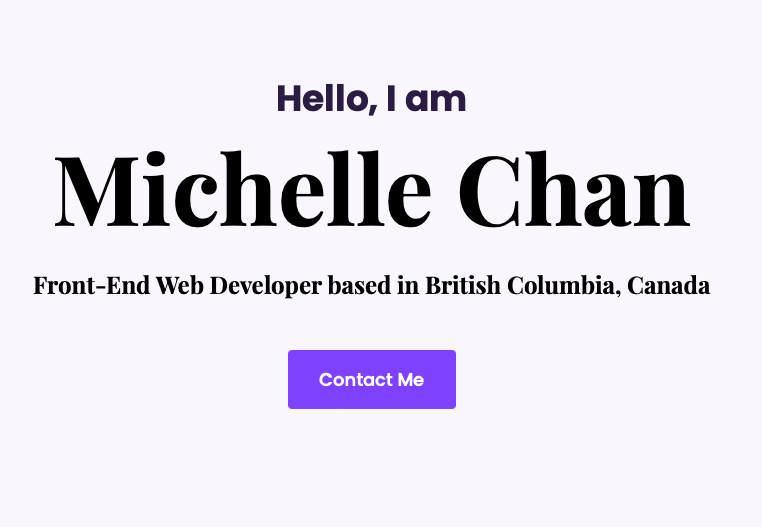 Hello, I am
Michelle Chan
Front-End Web Developer based in British Columbia, Canada
Contact Me